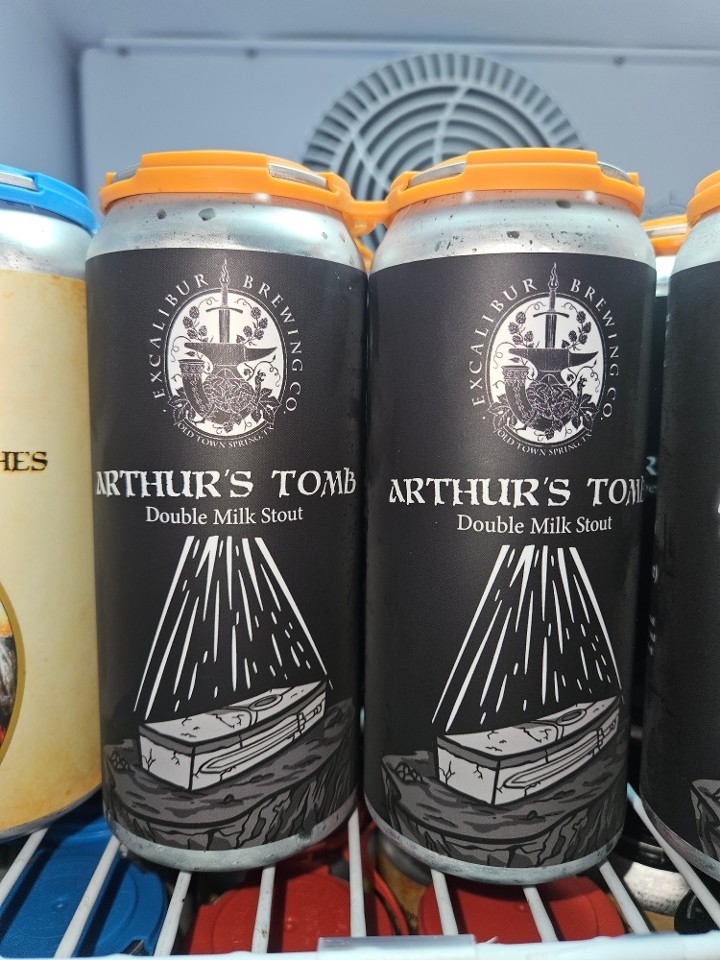 HES
EXCALIBUR BREWING CO.
OLD TOWN SPRING, TX
ARTHUR'S TOMB
Double Milk Stout
EXCALIBUR BREWING CO.
OLD TOWN SPRING, TX
ARTHUR'S TOMB
Double Milk Stout